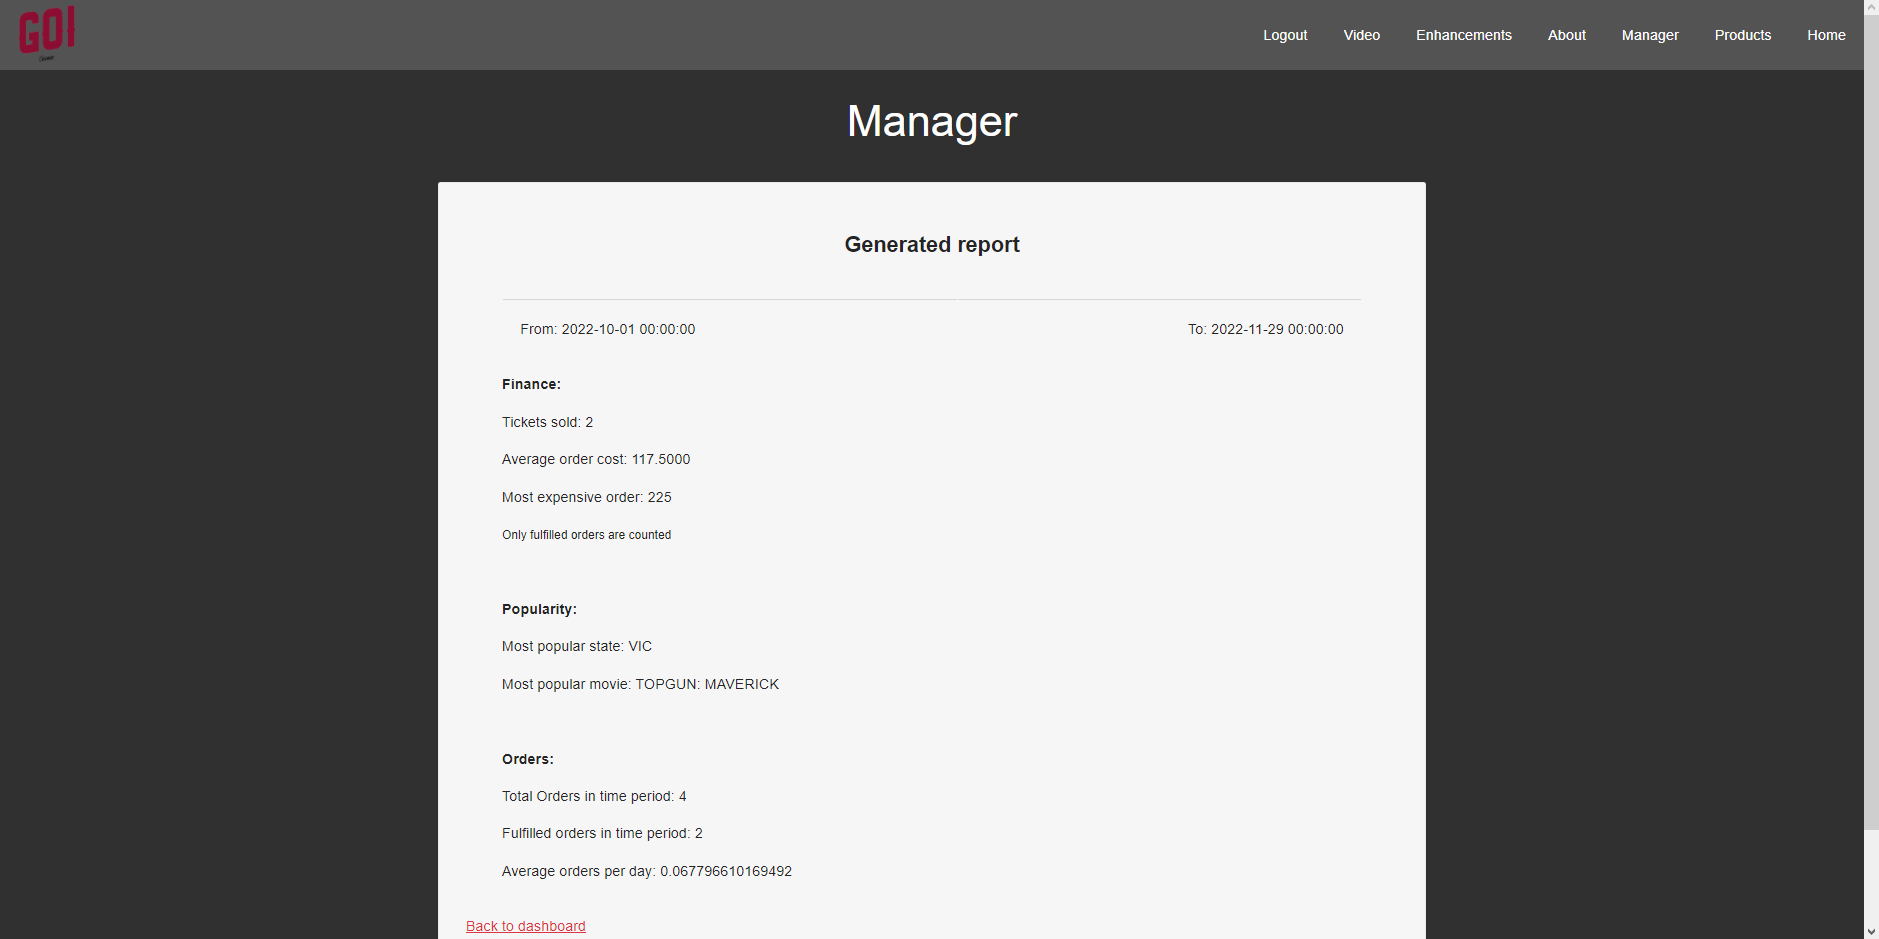 GOI
Logout Video Enhancements About Manager Products Home
Manager
Generated report
From: 2022-10-01 00:00:00 To: 2022-11-29 00:00:00
Finance:
Tickets sold: 2
Average order cost: 117.5000
Most expensive order: 225
Only fulfilled orders are counted
Popularity:
Most popular state: VIC
Most popular movie: TOPGUN: MAVERICK
Orders:
Total Orders in time period: 4
Fulfilled orders in time period: 2
Average orders per day: 0.067796610169492
Back to dashboard